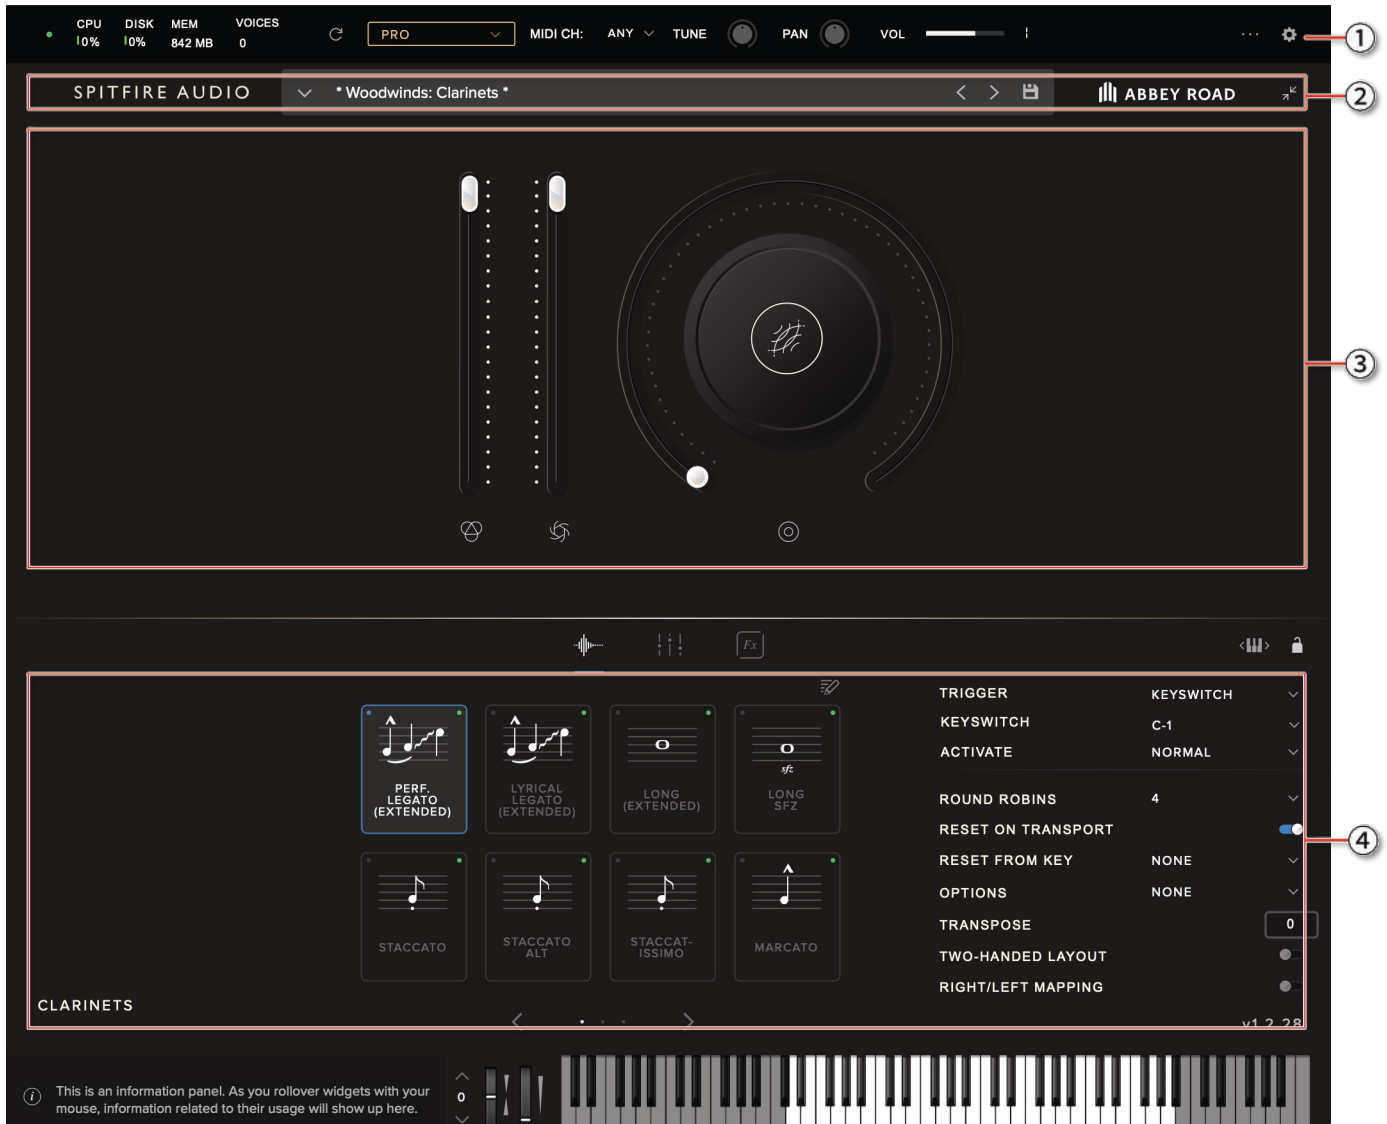 CPU DISK MEM VOICES
0% 0% 842 MB 0
PRO MIDI CH: ANY TUNE PAN VOL
1
SPITFIRE AUDIO * Woodwinds: Clarinets * ABBEY ROAD
2
3
Fx
TRIGGER KEYSWITCH
KEYSWITCH C-1
ACTIVATE NORMAL
sfz
PERF.
LEGATO
(EXTENDED)
LYRICAL
LEGATO
(EXTENDED)
LONG
(EXTENDED)
LONG
SFZ
ROUND ROBINS 4
RESET ON TRANSPORT
4
RESET FROM KEY NONE
OPTIONS NONE
TRANSPOSE 0
TWO-HANDED LAYOUT
RIGHT/LEFT MAPPING
STACCATO
STACCATO
ALT
STACCAT-
ISSIMO
MARCATO
CLARINETS
v1.2.28
This is an information panel. As you rollover widgets with your
mouse, information related to their usage will show up here.
0